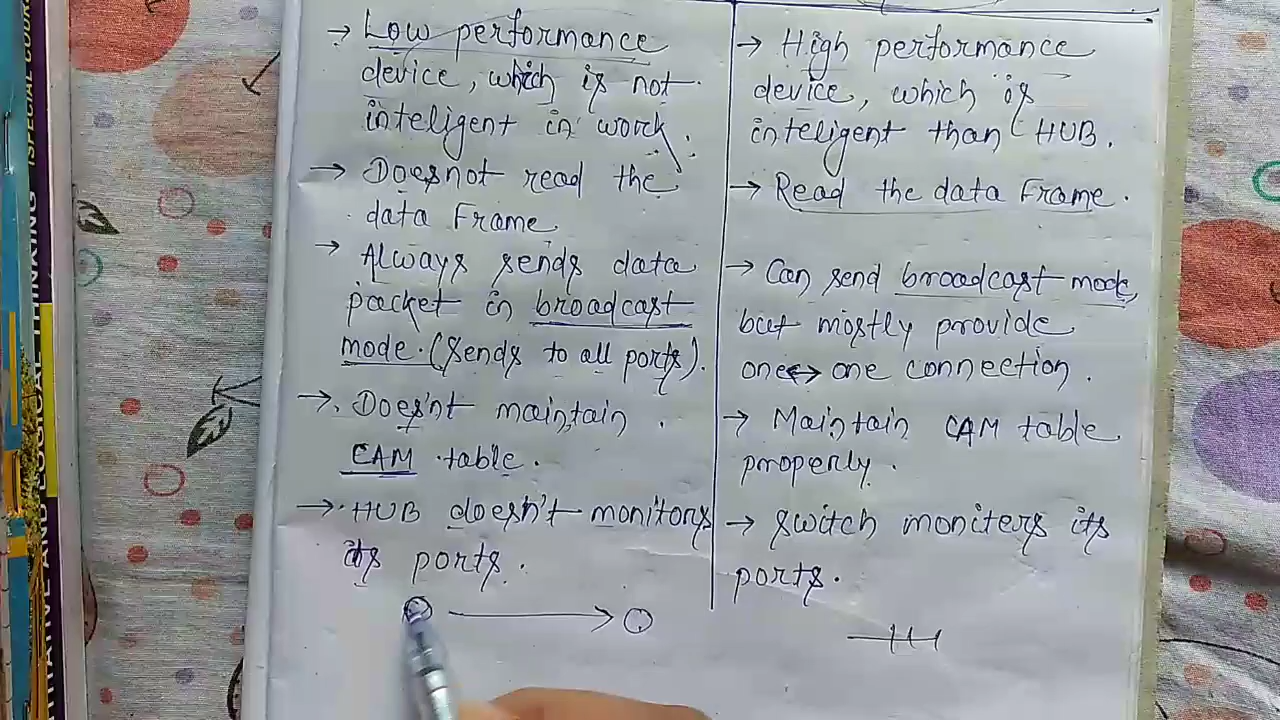 → Low performance
device, which is not
inteligent in work.
→ Doesnot read the
data Frame
→ Always sends data
packet in broadcast
mode. (Sends to all ports).
→ Does'nt maintain.
CAM table.
→ HUB doesn't monitors
its ports.
→ High performance
device, which is
inteligent than HUB.
→ Read the data Frame.
→ Can send broadcast mode,
but mostly provide
one↔one connection.
→ Maintain CAM table
properly.
→ switch moniters its
ports.